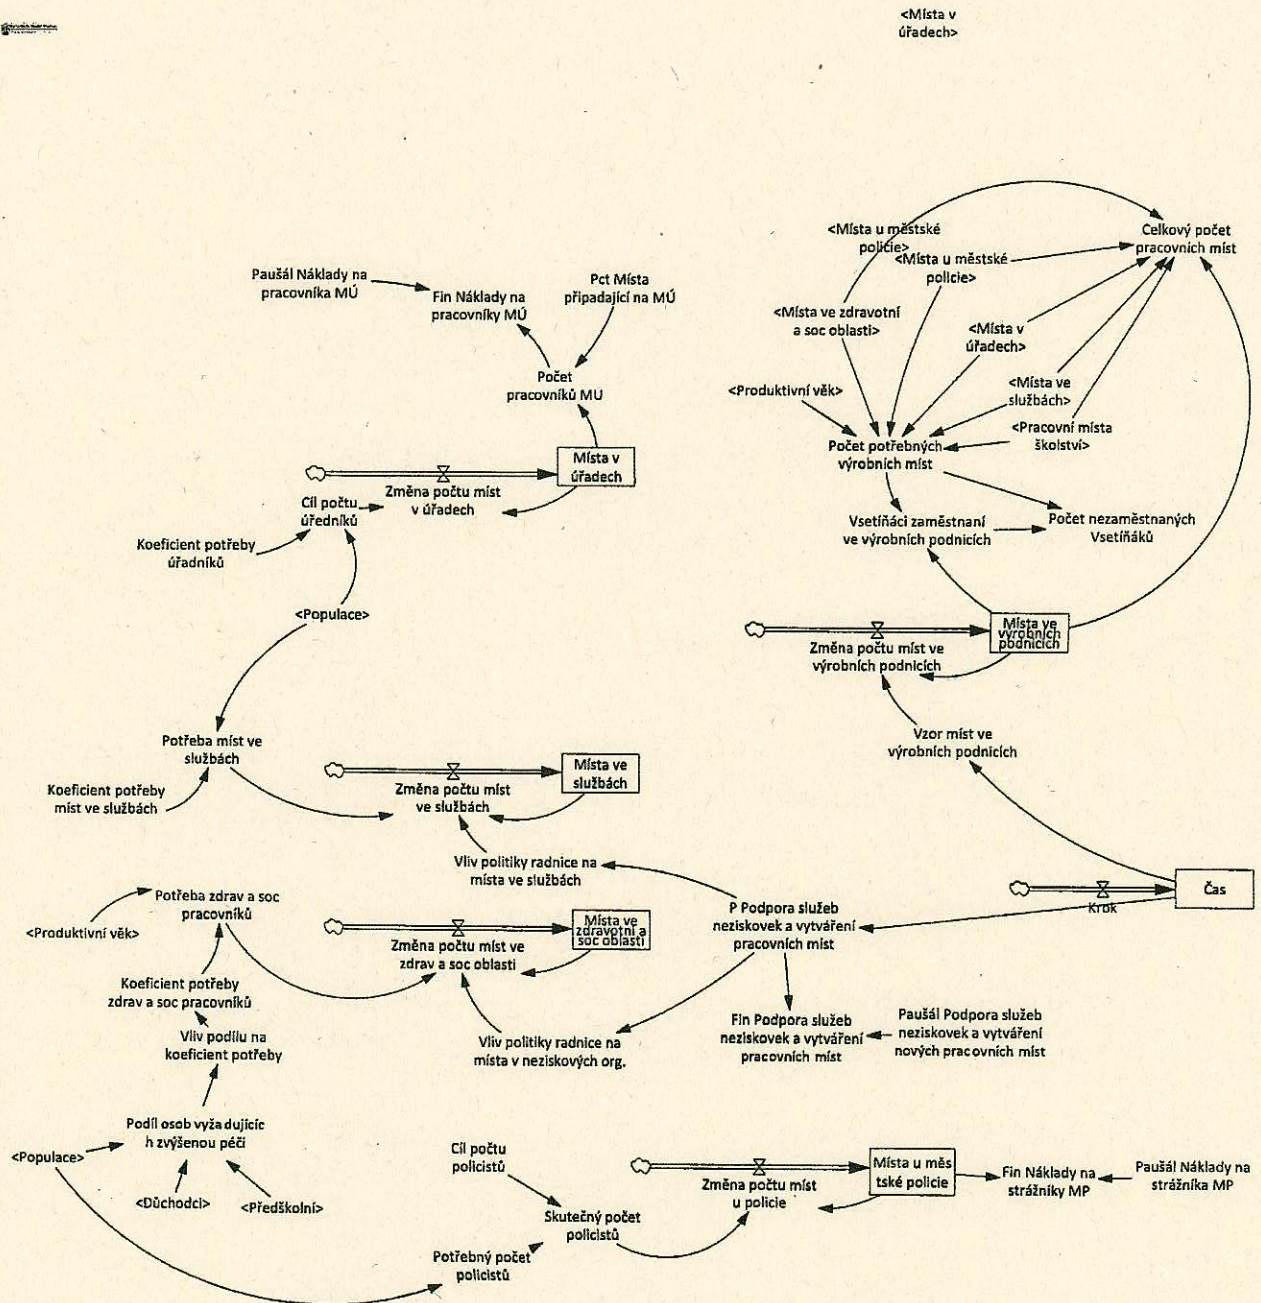 <Místa v
úřadech>
<Místa u městské
policie>
<Místa u městské
policie>
Celkový počet
pracovních míst
Paušál Náklady na
pracovníka MÚ
Fin Náklady na
pracovníky MÚ
Pct Místa
připadající na MÚ
<Místa ve zdravotní
a soc oblasti>
<Místa v
úřadech>
Počet
pracovníků MU
<Produktivní věk>
<Místa ve
službách>
<Pracovní místa
školství>
Počet potřebných
výrobních míst
Místa v
úřadech
Změna počtu míst
v úřadech
Cíl počtu
úředníků
Koeficient potřeby
úřadníků
Vsetíňáci zaměstnaní
ve výrobních podnicích
Počet nezaměstnaných
Vsetíňáků
<Populace>
Místa ve
výrobních
podnicích
Změna počtu míst ve
výrobních podnicích
Vzor míst ve
výrobních podnicích
Potřeba míst ve
službách
Koeficient potřeby
míst ve službách
Místa ve
službách
Změna počtu míst
ve službách
Vliv politiky radnice na
místa ve službách
Čas
Krok
Potřeba zdrav a soc
pracovníků
<Produktivní věk>
Místa ve
zdravotní a
soc oblasti
Změna počtu míst ve
zdrav a soc oblasti
P Podpora služeb
neziskovek a vytváření
pracovních míst
Koeficient potřeby
zdrav a soc pracovníků
Vliv podílu na
koeficient potřeby
Vliv politiky radnice na
místa v neziskových org.
Fin Podpora služeb
neziskovek a vytváření
pracovních míst
Paušál Podpora služeb
neziskovek a vytváření
nových pracovních míst
Podíl osob vyžadujícíc
h zvýšenou péči
<Populace>
<Důchodci>
<Předškolní>
Cíl počtu
policistů
Skutečný počet
policistů
Potřebný počet
policistů
Změna počtu míst
u policie
Místa u měs
tské policie
Fin Náklady na
strážníky MP
Paušál Náklady na
strážníka MP